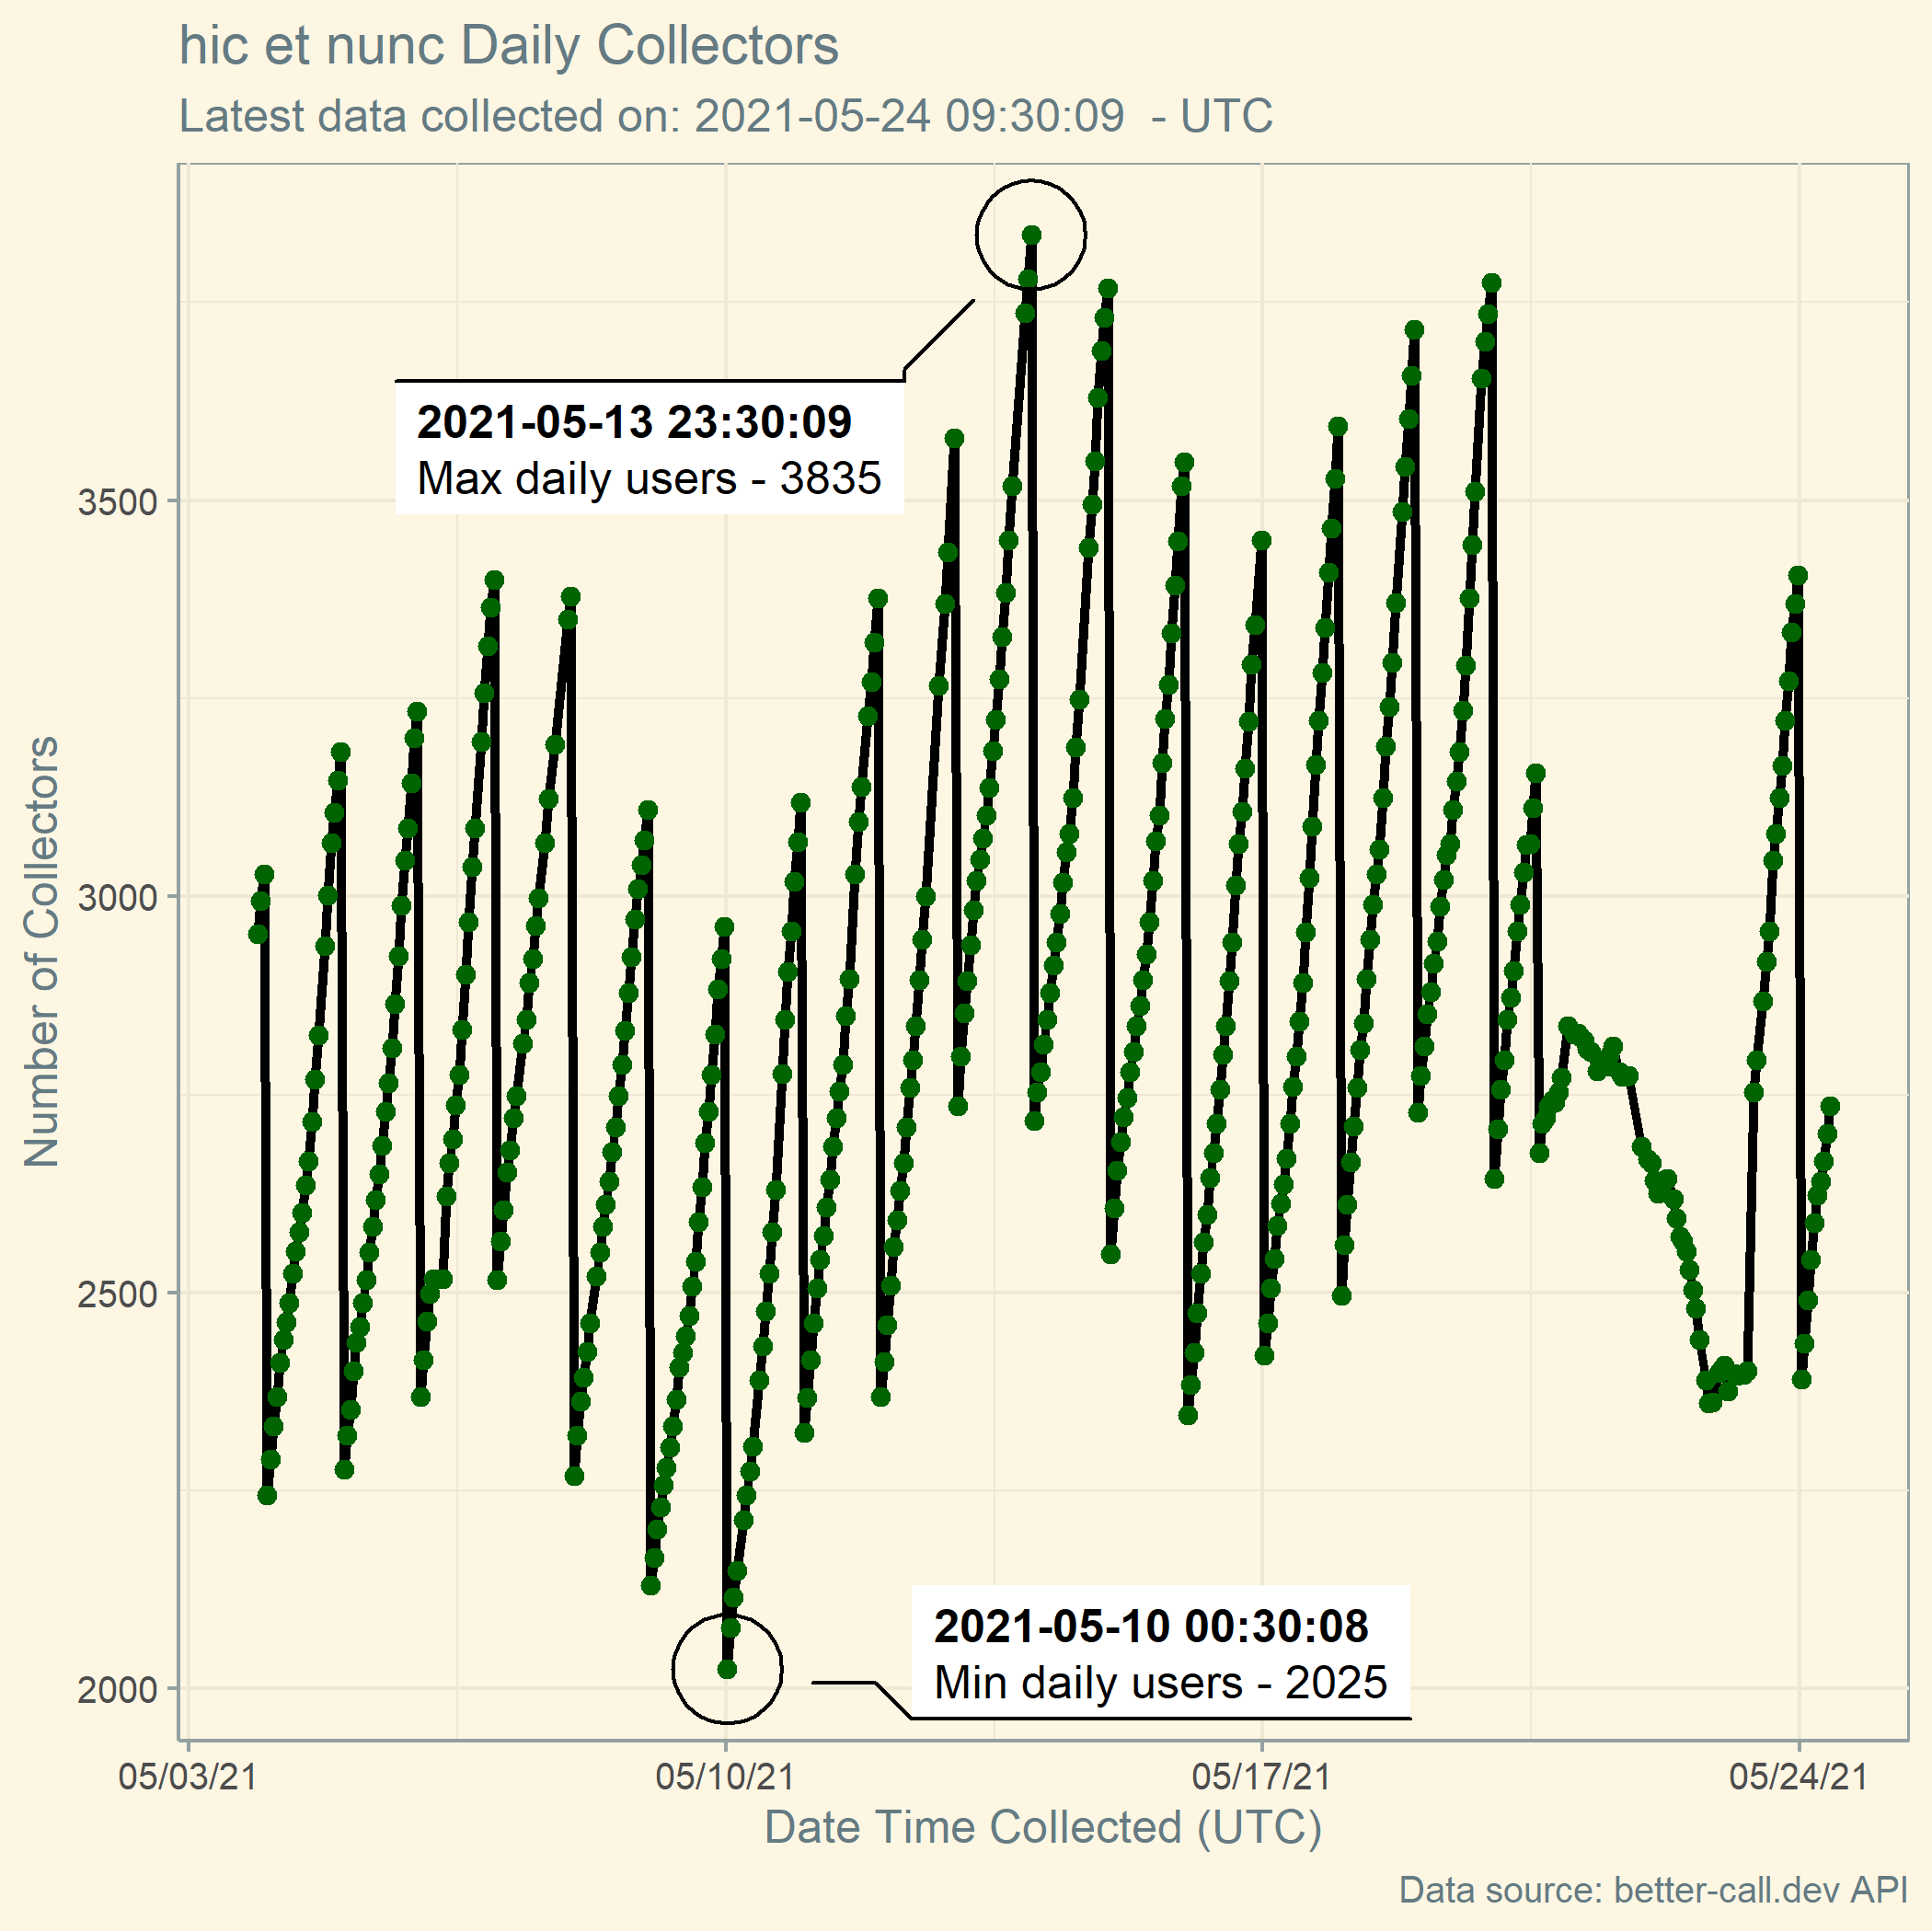 hic et nunc Daily Collectors
Latest data collected on: 2021-05-24 09:30:09  - UTC
2021-05-13 23:30:09
Max daily users - 3835
3500
3000
2500
2000
Number of Collectors
2021-05-10 00:30:08
Min daily users - 2025
05/03/21
05/10/21
05/17/21
05/24/21
Date Time Collected (UTC)
Data source: better-call.dev API